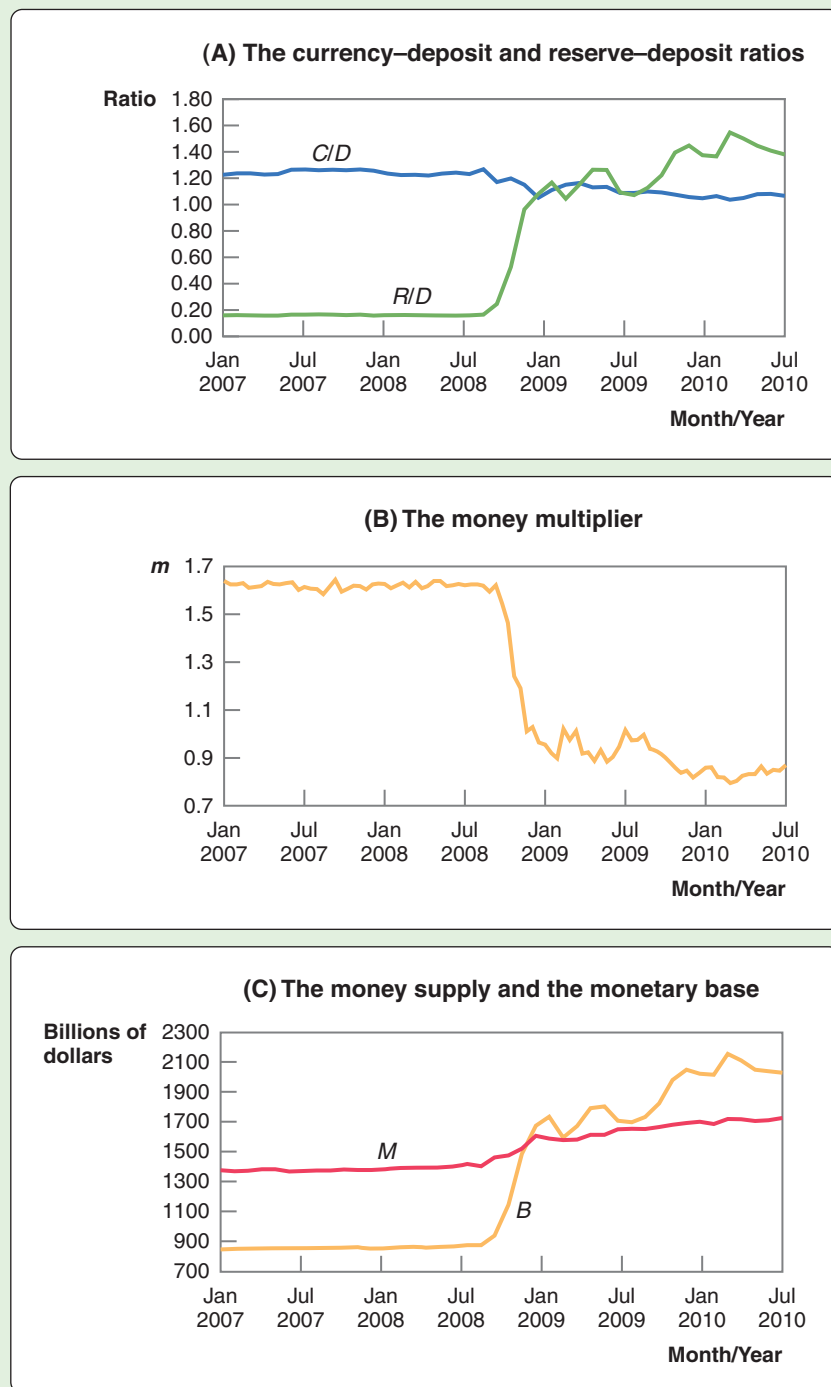 (A) The currency–deposit and reserve–deposit ratios
Ratio
1.80
1.60
1.40
1.20
1.00
0.80
0.60
0.40
0.20
0.00
C/D
R/D
Jan Jul Jan Jul Jan Jul Jan Jul
2007 2007 2008 2008 2009 2009 2010 2010
Month/Year
(B) The money multiplier
m
1.7
1.5
1.3
1.1
0.9
0.7
Jan Jul Jan Jul Jan Jul Jan Jul
2007 2007 2008 2008 2009 2009 2010 2010
Month/Year
(C) The money supply and the monetary base
Billions of
dollars
2300
2100
1900
1700
1500
1300
1100
900
700
M
B
Jan Jul Jan Jul Jan Jul Jan Jul
2007 2007 2008 2008 2009 2009 2010 2010
Month/Year